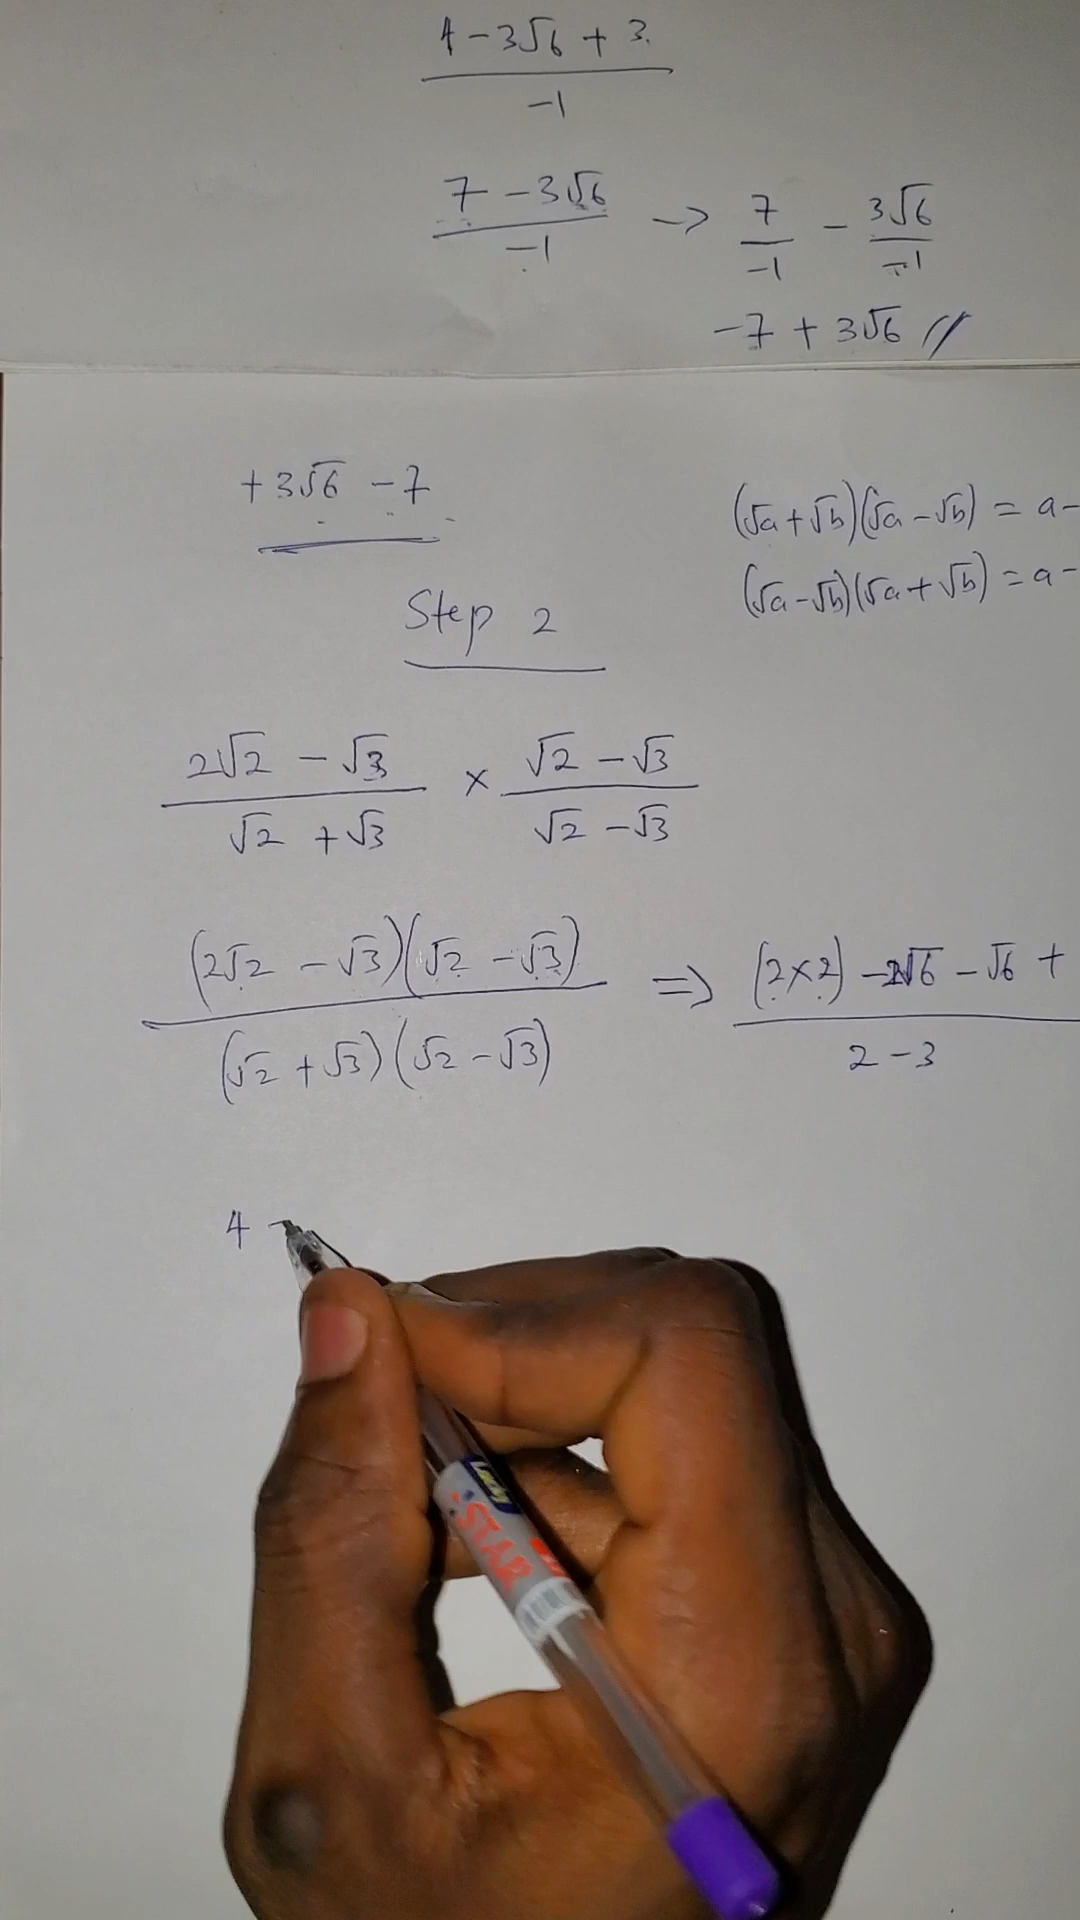 4 - 3√6 + 3
-1
7 - 3√6 / -1 → 7 / -1 - 3√6 / -1
-7 + 3√6 //
+3√6 - 7
(√a + √b)(√a - √b) = a -
(√a - √b)(√a + √b) = a -
Step 2
2√2 - √3 / √2 + √3 × √2 - √3 / √2 - √3
(2√2 - √3)(√2 - √3) / (√2 + √3)(√2 - √3) ⇒ (2×2) - 2√6 - √6 + / 2 - 3
4 -
Lucky
STAR